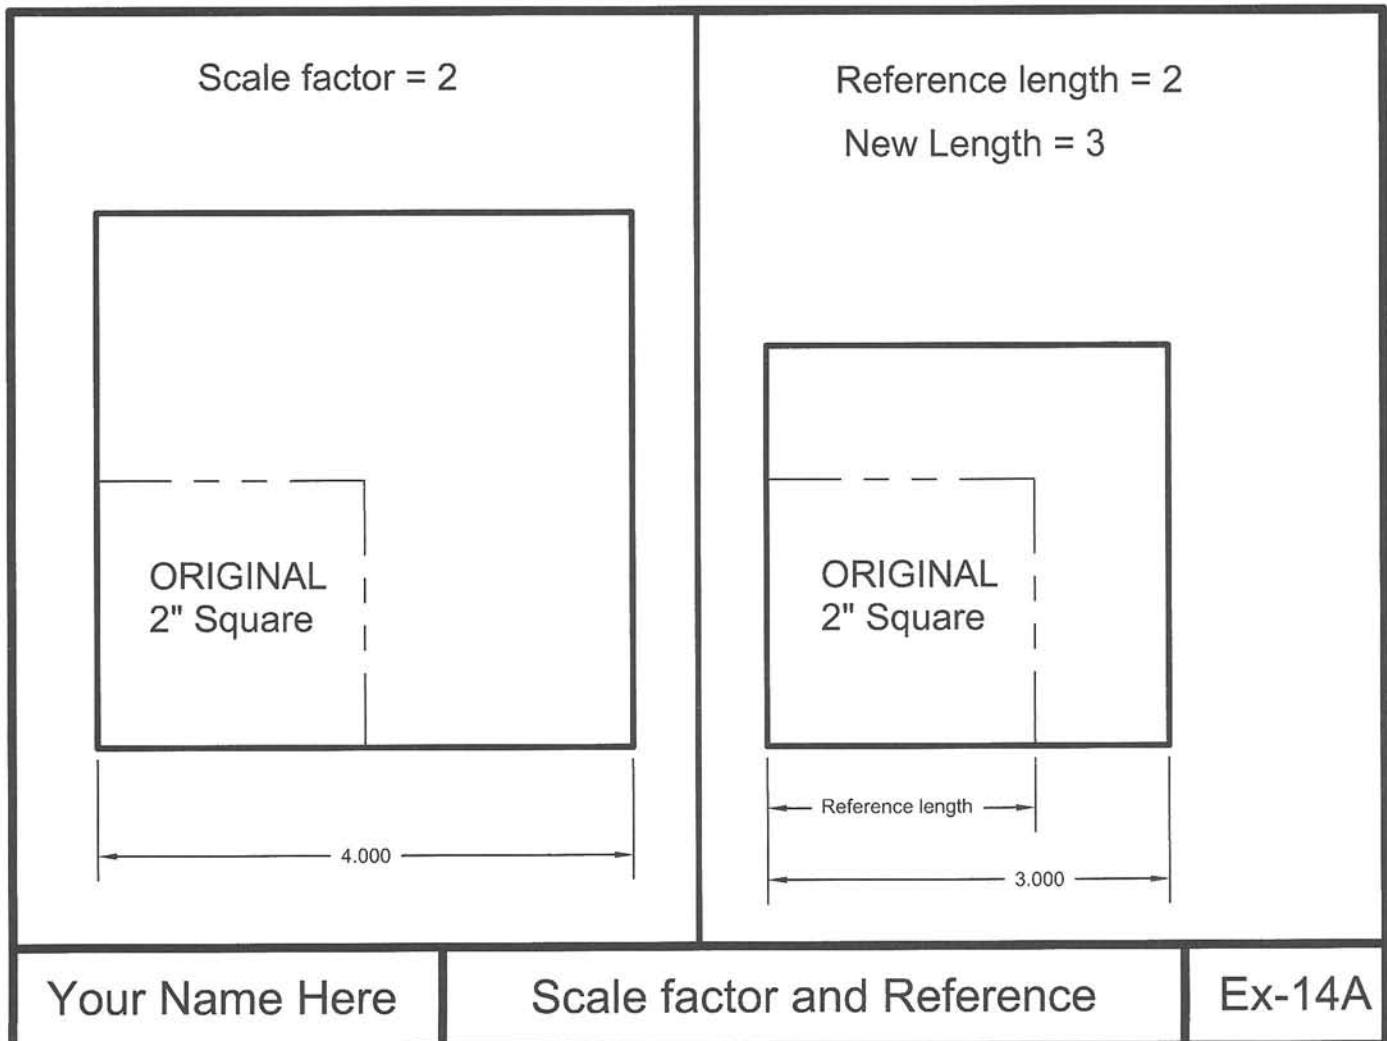 Scale factor = 2
ORIGINAL
2" Square
4.000
Reference length = 2
New Length = 3
ORIGINAL
2" Square
Reference length
3.000
Your Name Here
Scale factor and Reference
Ex-14A